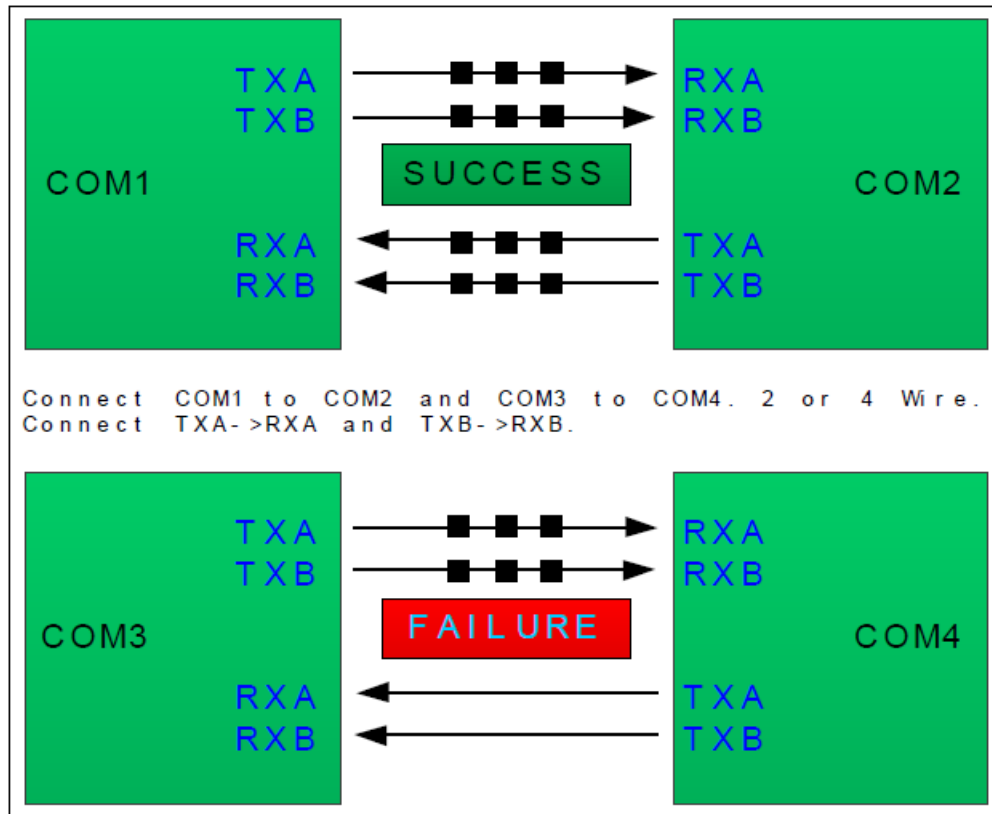 TXA RXA
TXB RXB
SUCCESS
COM1 COM2
RXA TXA
RXB TXB
Connect COM1 to COM2 and COM3 to COM4. 2 or 4 Wire.
Connect TXA->RXA and TXB->RXB.
TXA RXA
TXB RXB
FAILURE
COM3 COM4
RXA TXA
RXB TXB